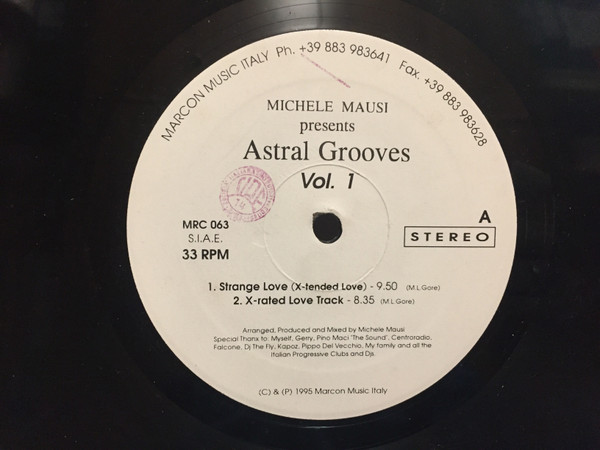 MARCON MUSIC ITALY Ph. +39 883 983641 Fax. +39 883 983628
MICHELE MAUSI
presents
Astral Grooves
Vol. 1
MRC 063
S.I.A.E.
33 RPM
A
STEREO
1. Strange Love (X-tended Love) - 9.50 (M.L.Gore)
2. X-rated Love Track - 8.35 (M.L.Gore)
Arranged, Produced and Mixed by Michele Mausi
Special Thanx to: Myself, Gerry, Pino Maci 'The Sound', Centroradio,
Falcone, Dj The Fly, Kapoz, Pippo Del Vecchio, My family and all the
Italian Progressive Clubs and Djs.
(C) & (P) 1995 Marcon Music Italy